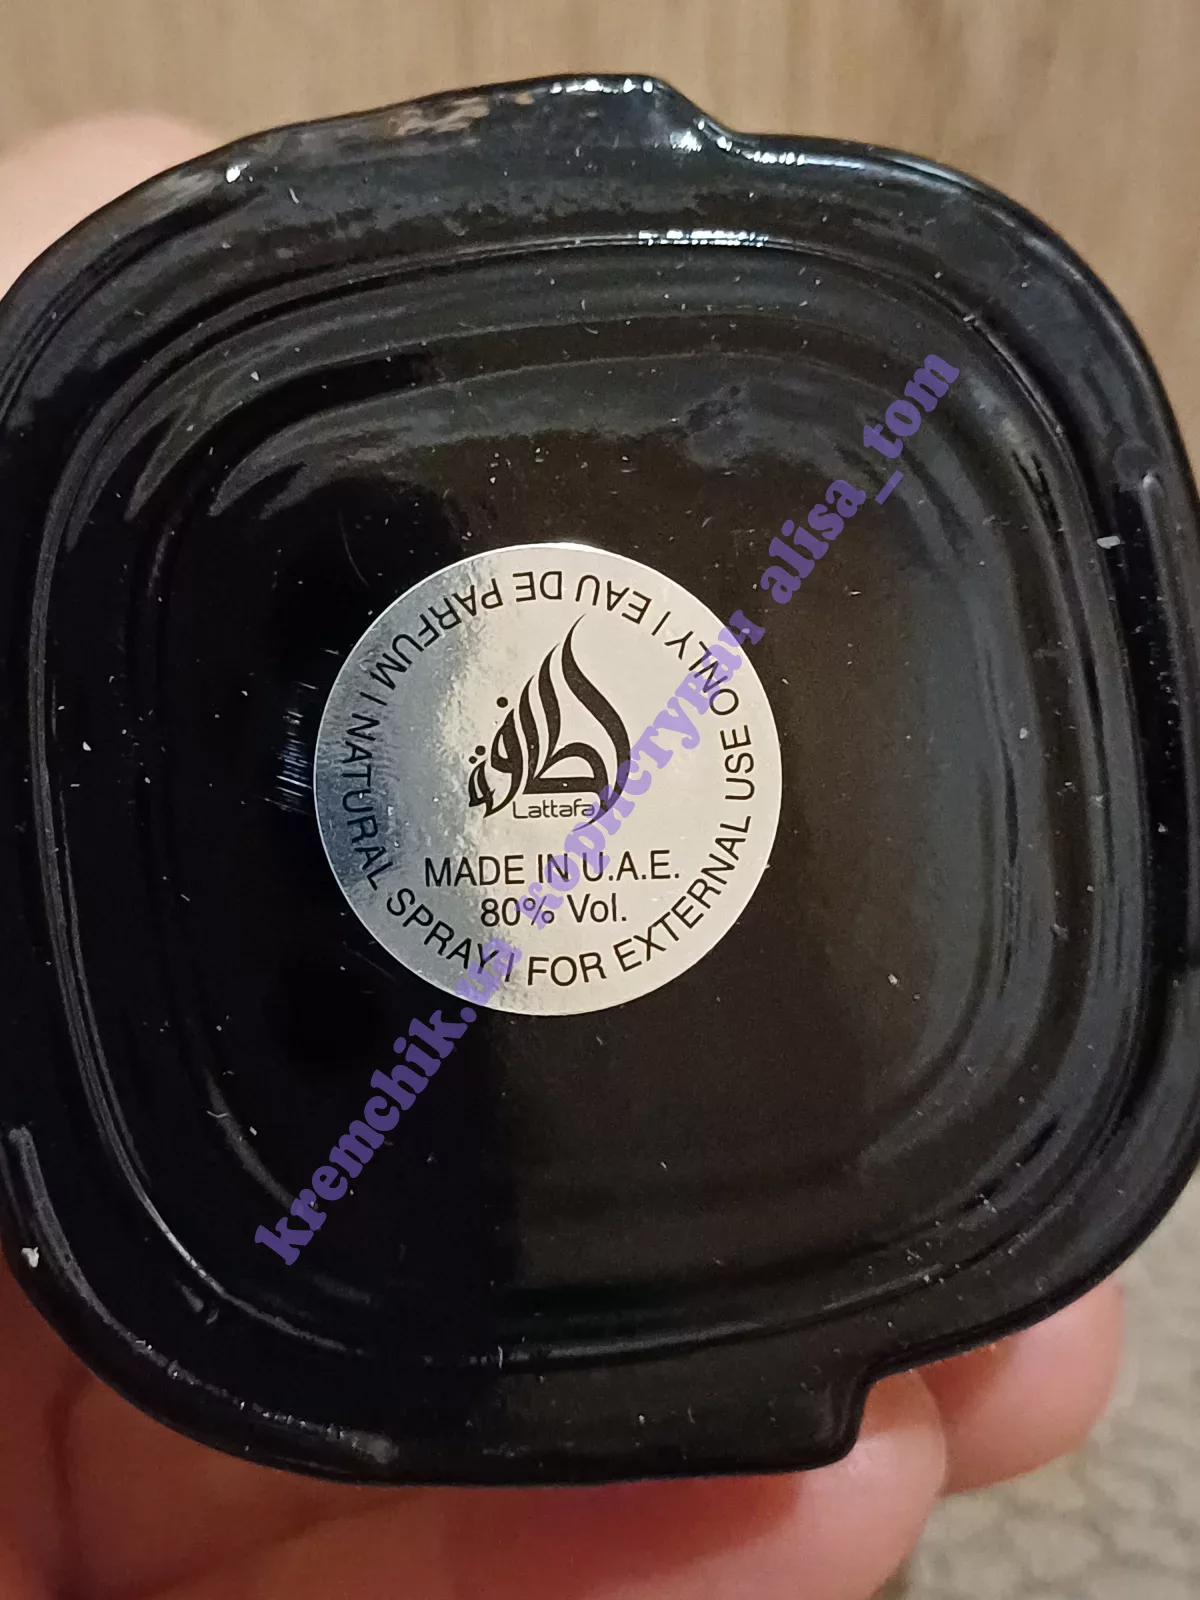 EAU DE PARFUM | NATURAL SPRAY | FOR EXTERNAL USE ONLY |
لطافة
Lattafa
MADE IN U.A.E.
80% Vol.
kremchik.ua користувач alisa_tom